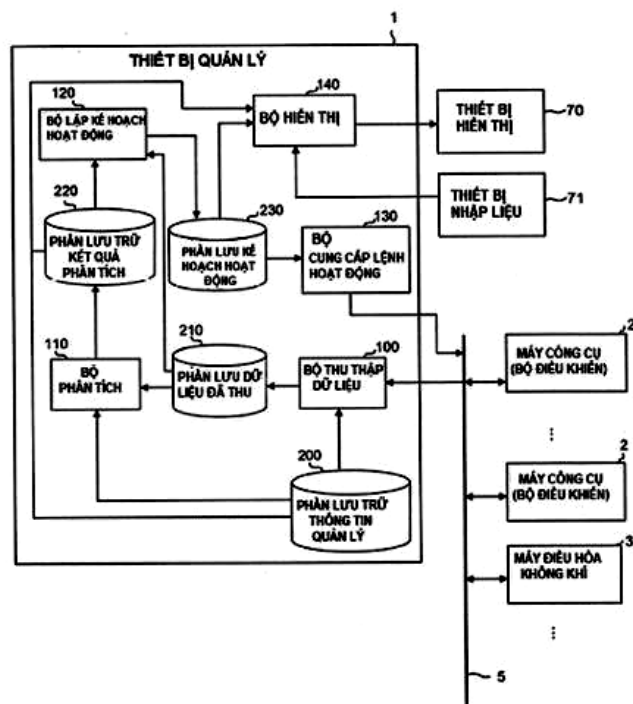 1
THIẾT BỊ QUẢN LÝ
120
BỘ LẬP KẾ HOẠCH
HOẠT ĐỘNG
140
BỘ HIỂN THỊ
THIẾT BỊ
HIỂN THỊ
70
220
PHẦN LƯU TRỮ
KẾT QUẢ
PHÂN TÍCH
230
PHẦN LƯU KẾ
HOẠCH HOẠT
ĐỘNG
130
BỘ
CUNG CẤP LỆNH
HOẠT ĐỘNG
THIẾT BỊ
NHẬP LIỆU
71
110
BỘ
PHÂN TÍCH
210
PHẦN LƯU DỮ
LIỆU ĐÃ THU
100
BỘ THU THẬP
DỮ LIỆU
2
MÁY CÔNG CỤ
(BỘ ĐIỀU KHIỂN)
200
PHẦN LƯU TRỮ
THÔNG TIN
QUẢN LÝ
2
MÁY CÔNG CỤ
(BỘ ĐIỀU KHIỂN)
3
MÁY ĐIỀU HÒA
KHÔNG KHÍ
5